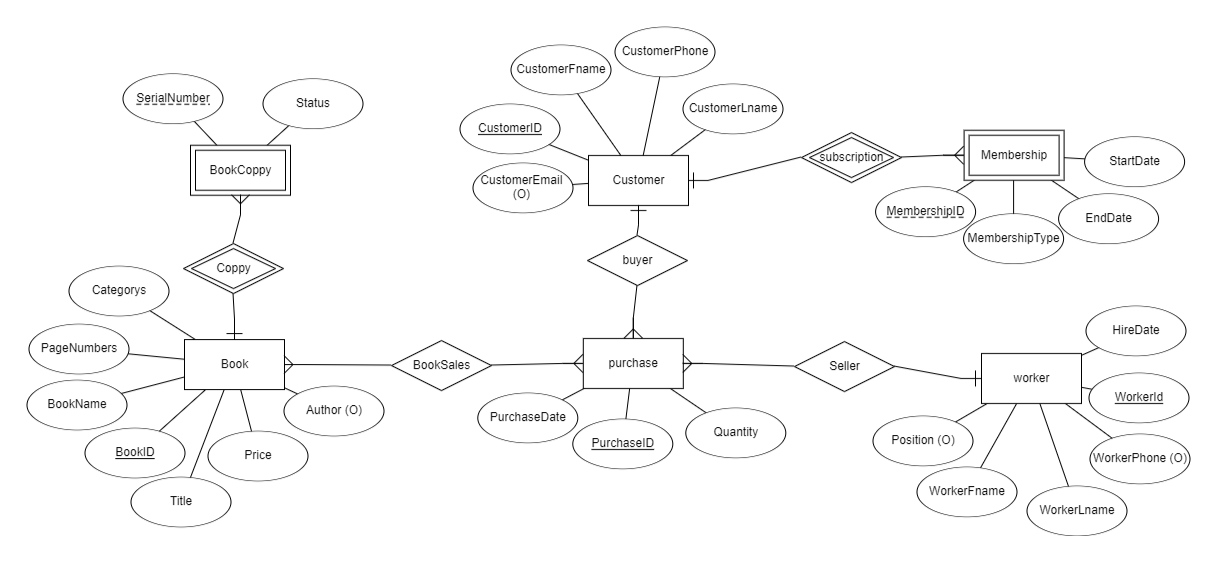 CustomerPhone
CustomerFname
SerialNumber
Status
CustomerLname
CustomerID
BookCoppy
Customer
subscription
Membership
StartDate
CustomerEmail
(O)
MembershipID
EndDate
MembershipType
buyer
Coppy
Categorys
HireDate
PageNumbers
Book
BookSales
purchase
Seller
worker
BookName
Author (O)
PurchaseDate
WorkerId
BookID
Price
PurchaseID
Quantity
Position (O)
WorkerPhone (O)
Title
WorkerFname
WorkerLname